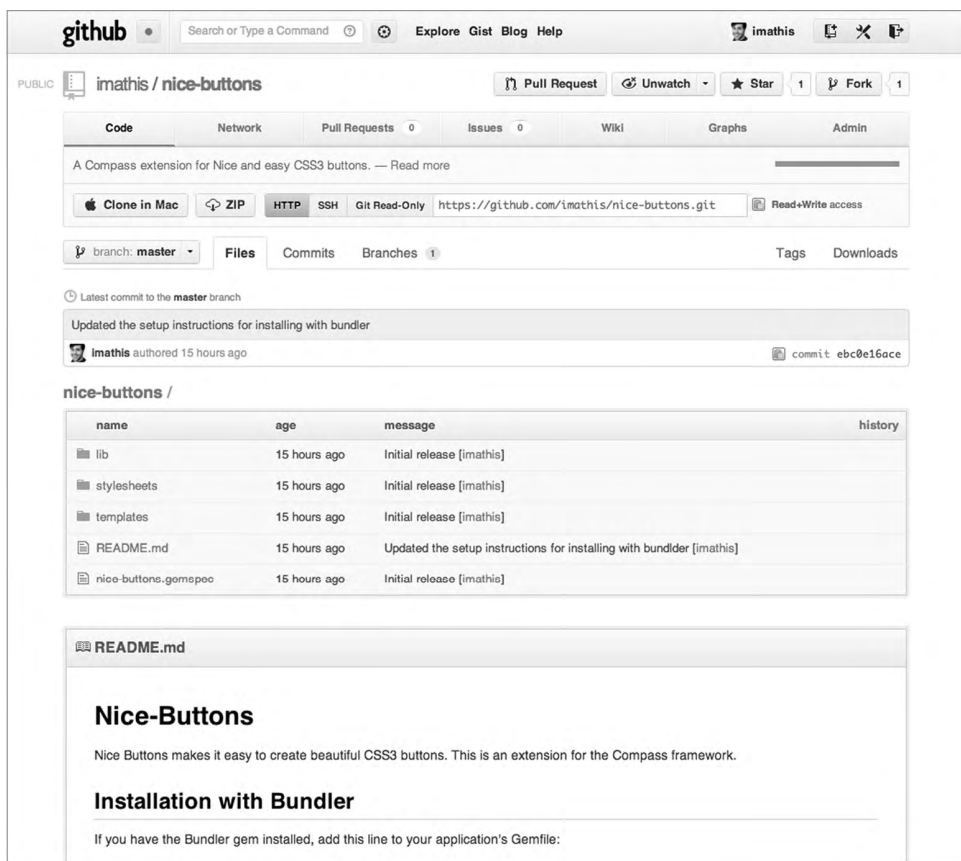 github Search or Type a Command Explore Gist Blog Help imathis
PUBLIC imathis / nice-buttons Pull Request Unwatch Star 1 Fork 1
Code Network Pull Requests 0 Issues 0 Wiki Graphs Admin
A Compass extension for Nice and easy CSS3 buttons. — Read more
Clone in Mac ZIP HTTP SSH Git Read-Only https://github.com/imathis/nice-buttons.git Read+Write access
branch: master Files Commits Branches 1 Tags Downloads
Latest commit to the master branch
Updated the setup instructions for installing with bundler
imathis authored 15 hours ago commit ebc0e16ace
nice-buttons /
name age message history
lib 15 hours ago Initial release [imathis]
stylesheets 15 hours ago Initial release [imathis]
templates 15 hours ago Initial release [imathis]
README.md 15 hours ago Updated the setup instructions for installing with bundlder [imathis]
nice-buttons.gemspec 15 hours ago Initial release [imathis]
README.md
Nice-Buttons
Nice Buttons makes it easy to create beautiful CSS3 buttons. This is an extension for the Compass framework.
Installation with Bundler
If you have the Bundler gem installed, add this line to your application's Gemfile: